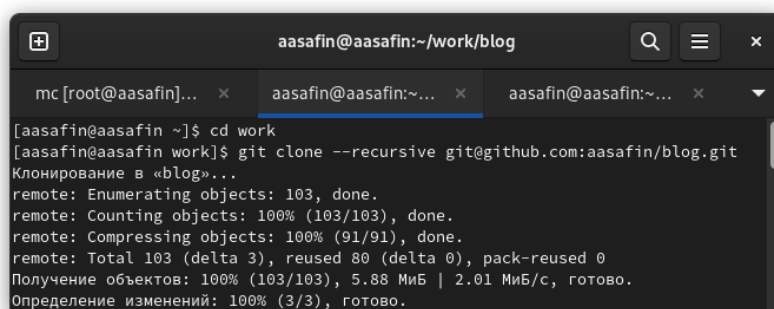 aasafin@aasafin:~/work/blog
mc [root@aasafin]... aasafin@aasafin:~... aasafin@aasafin:~...
[aasafin@aasafin ~]$ cd work
[aasafin@aasafin work]$ git clone --recursive git@github.com:aasafin/blog.git
Клонирование в «blog»...
remote: Enumerating objects: 103, done.
remote: Counting objects: 100% (103/103), done.
remote: Compressing objects: 100% (91/91), done.
remote: Total 103 (delta 3), reused 80 (delta 0), pack-reused 0
Получение объектов: 100% (103/103), 5.88 МиБ | 2.01 МиБ/с, готово.
Определение изменений: 100% (3/3), готово.